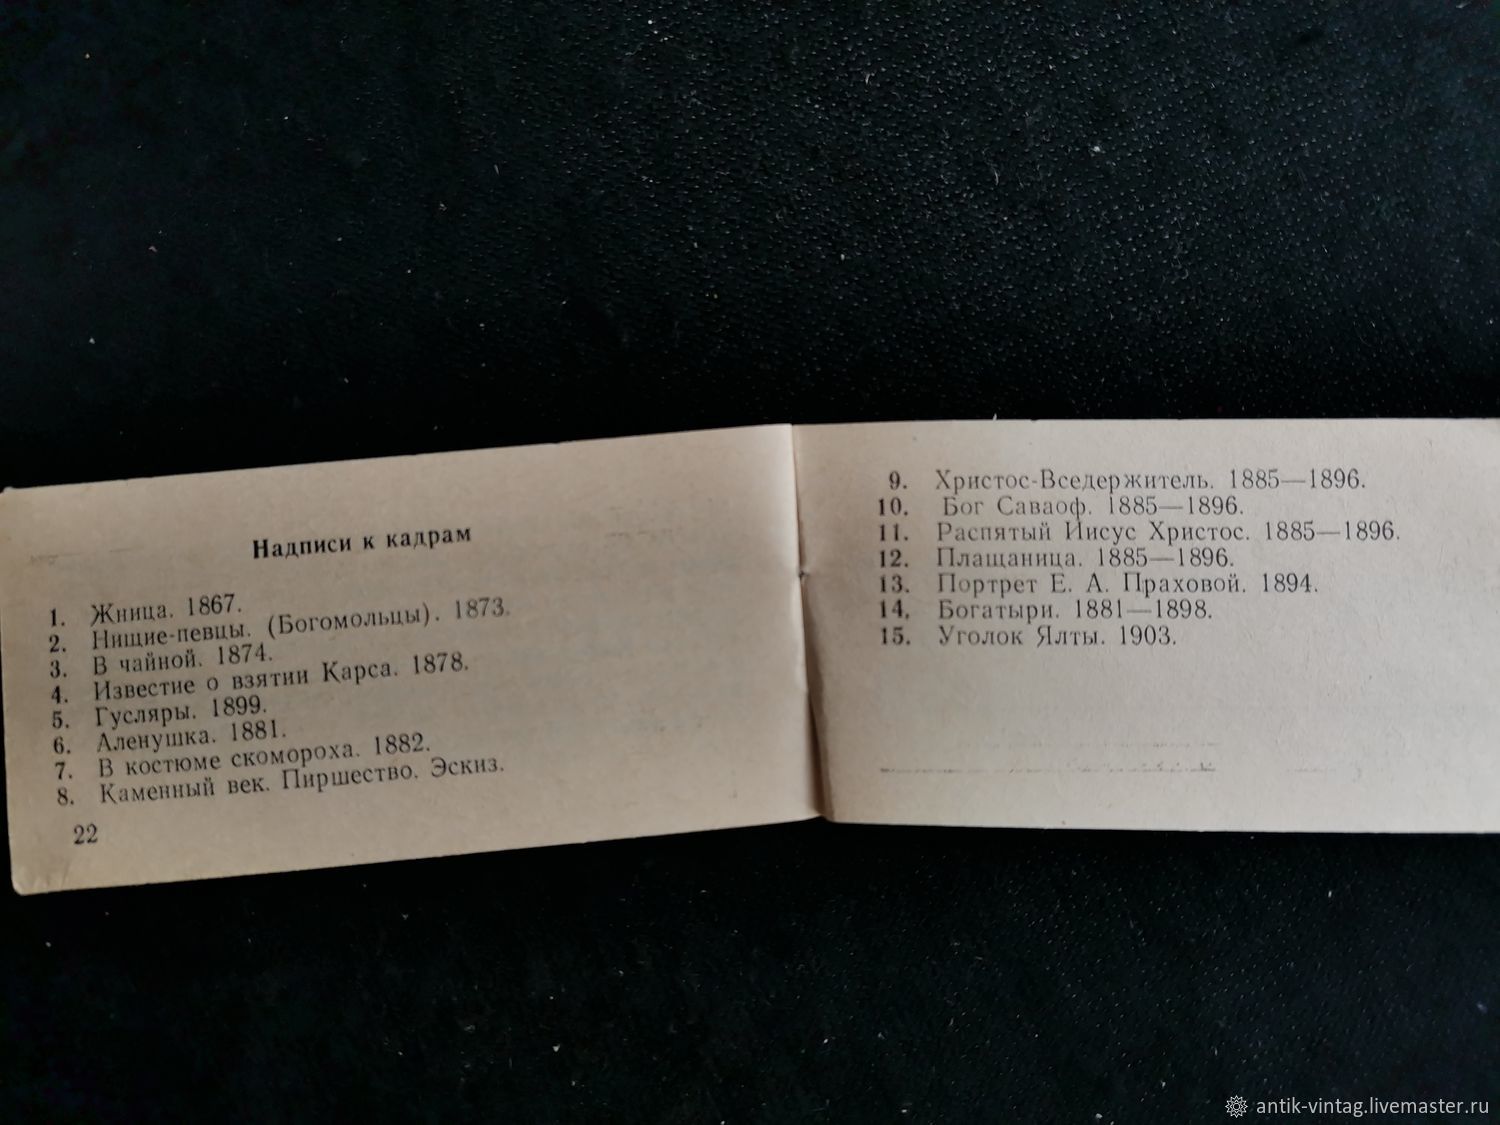 Надписи к кадрам
1. Жница. 1867.
2. Нищие-певцы. (Богомольцы). 1873.
3. В чайной. 1874.
4. Известие о взятии Карса. 1878.
5. Гусляры. 1899.
6. Аленушка. 1881.
7. В костюме скомороха. 1882.
8. Каменный век. Пиршество. Эскиз.
22
9. Христос-Вседержитель. 1885—1896.
10. Бог Саваоф. 1885—1896.
11. Распятый Иисус Христос. 1885—1896.
12. Плащаница. 1885—1896.
13. Портрет Е. А. Праховой. 1894.
14. Богатыри. 1881—1898.
15. Уголок Ялты. 1903.
antik-vintag.livemaster.ru